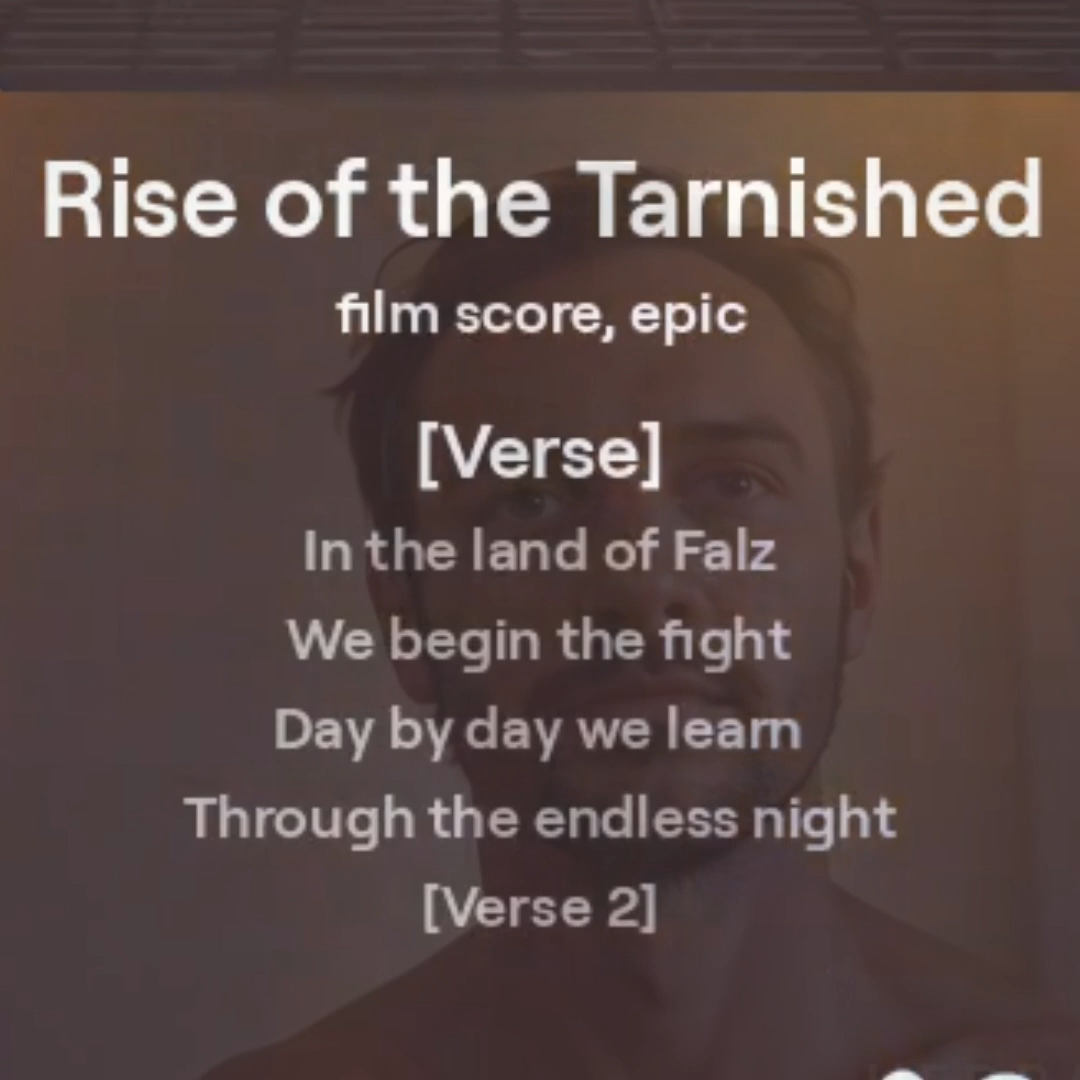 Rise of the Tarnished
film score, epic
[Verse]
In the land of Falz
We begin the fight
Day by day we learn
Through the endless night
[Verse 2]